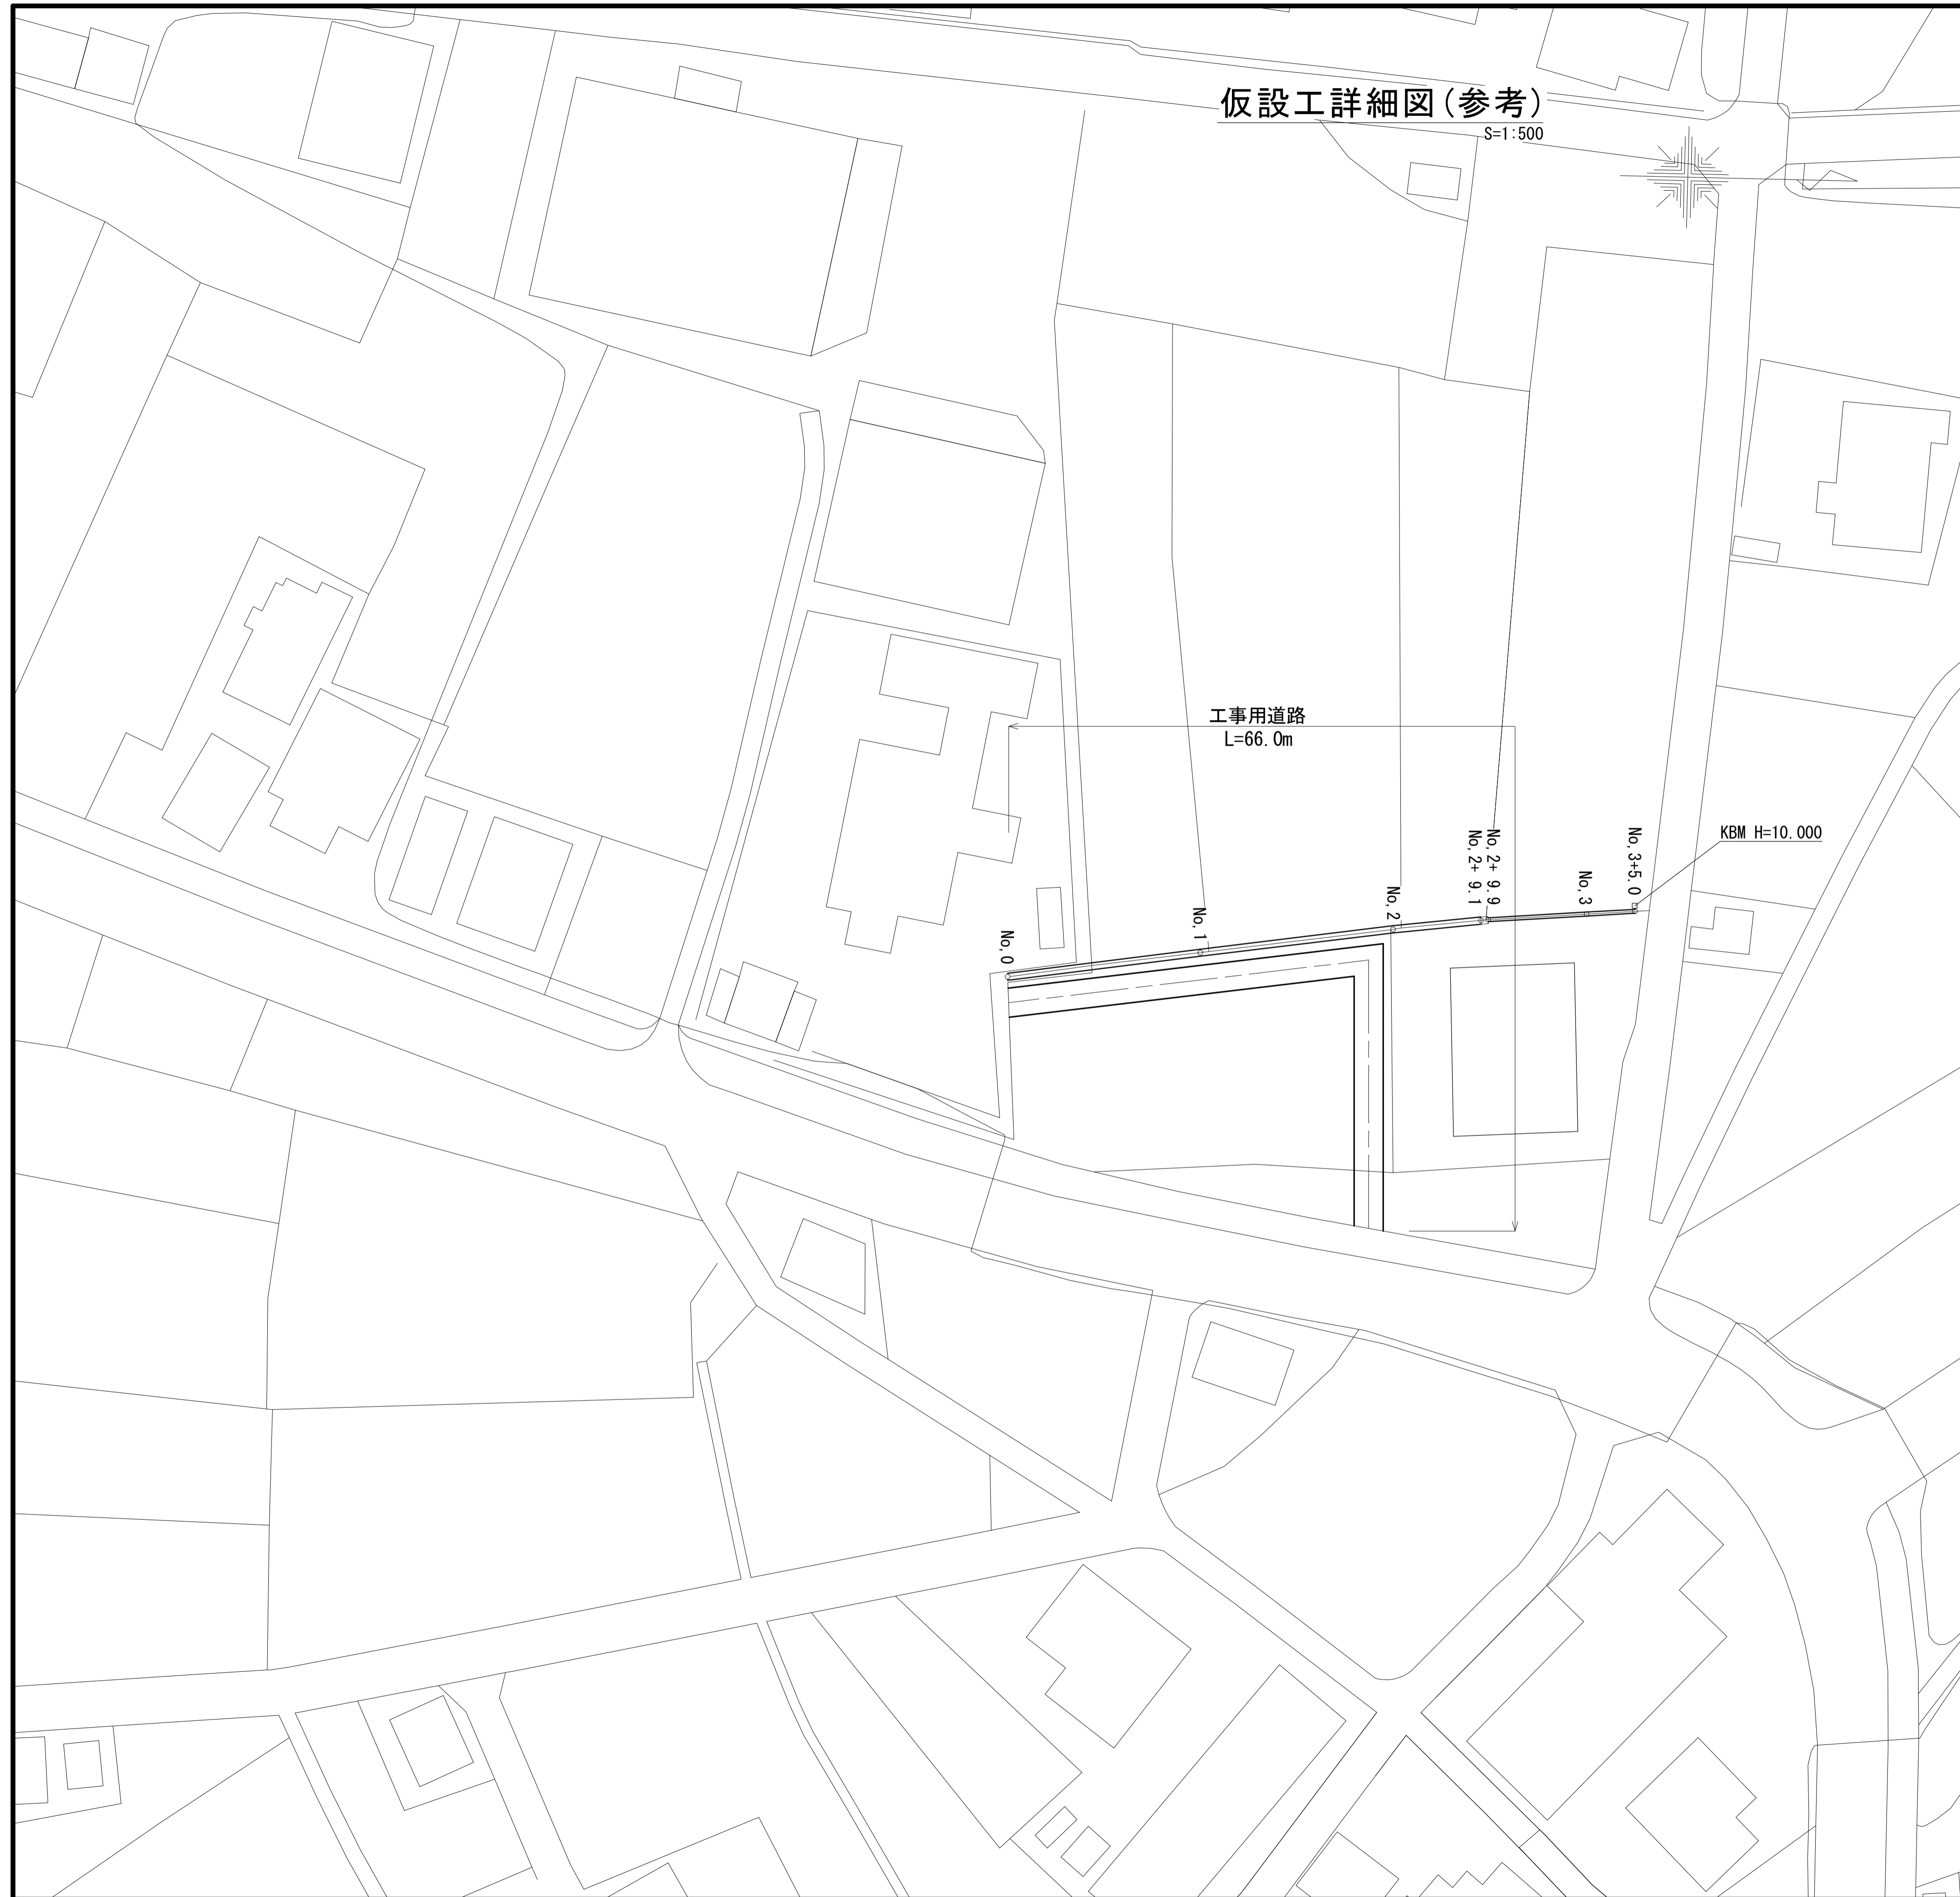 仮設工詳細図(参考)
S=1:500
工事用道路
L=66.0m
KBM H=10.000
No,0
No,1
No,2
No,2+ 9.1
No,2+ 9.9
No,3
No,3+5.0